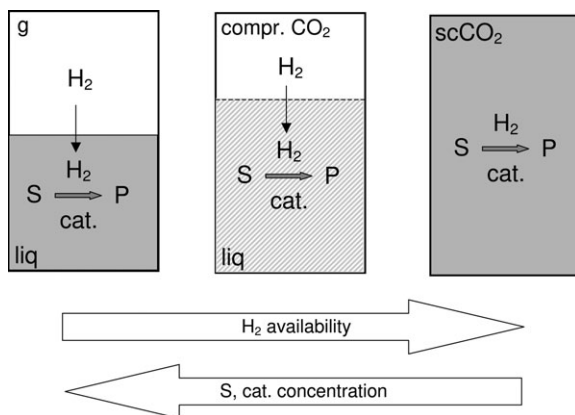 g
H₂
H₂
S P
cat.
liq
compr. CO₂
H₂
H₂
S P
cat.
liq
scCO₂
H₂
S P
cat.
H₂ availability
S, cat. concentration